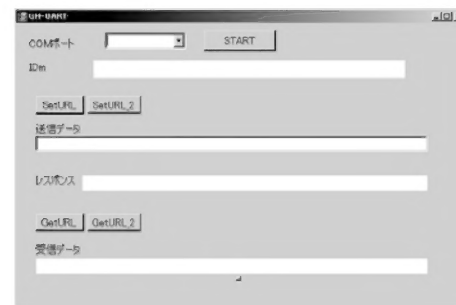 GH-UART
COMポート START
IDm
SetURL SetURL_2
送信データ
レスポンス
GetURL GetURL_2
受信データ